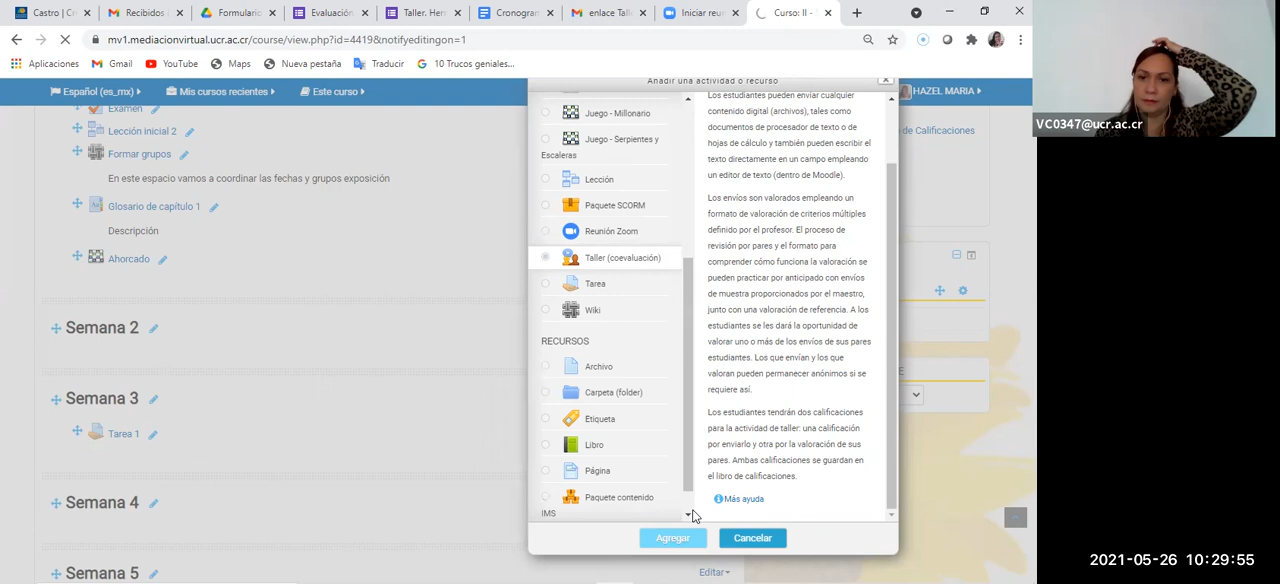 Castro | Cr
Recibidos
Formulario
Evaluación
Taller. Her
Cronogram
enlace Tall
Iniciar reun
Curso: II -
mv1.mediacionvirtual.ucr.ac.cr/course/view.php?id=4419&notifyeditingon=1
Aplicaciones
Gmail
YouTube
Maps
Nueva pestaña
Traducir
10 Trucos geniales...
Español (es_mx)
Mis cursos recientes
Este curso
HAZEL MARIA
VC0347@ucr.ac.cr
Examen
Lección inicial 2
Formar grupos
En este espacio vamos a coordinar las fechas y grupos exposición
Glosario de capítulo 1
Descripción
Ahorcado
Semana 2
Semana 3
Tarea 1
Semana 4
Semana 5
Editar
de Calificaciones
Añadir una actividad o recurso
Juego - Millonario
Juego - Serpientes y
Escaleras
Lección
Paquete SCORM
Reunión Zoom
Taller (coevaluación)
Tarea
Wiki
RECURSOS
Archivo
Carpeta (folder)
Etiqueta
Libro
Página
Paquete contenido
IMS
Los estudiantes pueden enviar cualquier
contenido digital (archivos), tales como
documentos de procesador de texto o de
hojas de cálculo y también pueden escribir el
texto directamente en un campo empleando
un editor de texto (dentro de Moodle).
Los envíos son valorados empleando un
formato de valoración de criterios múltiples
definido por el profesor. El proceso de
revisión por pares y el formato para
comprender cómo funciona la valoración se
pueden practicar por anticipado con envíos
de muestra proporcionados por el maestro,
junto con una valoración de referencia. A los
estudiantes se les dará la oportunidad de
valorar uno o más de los envíos de sus pares
estudiantes. Los que envían y los que
valoran pueden permanecer anónimos si se
requiere así.
Los estudiantes tendrán dos calificaciones
para la actividad de taller: una calificación
por enviarlo y otra por la valoración de sus
pares. Ambas calificaciones se guardan en
el libro de calificaciones.
Más ayuda
Agregar
Cancelar
2021-05-26 10:29:55